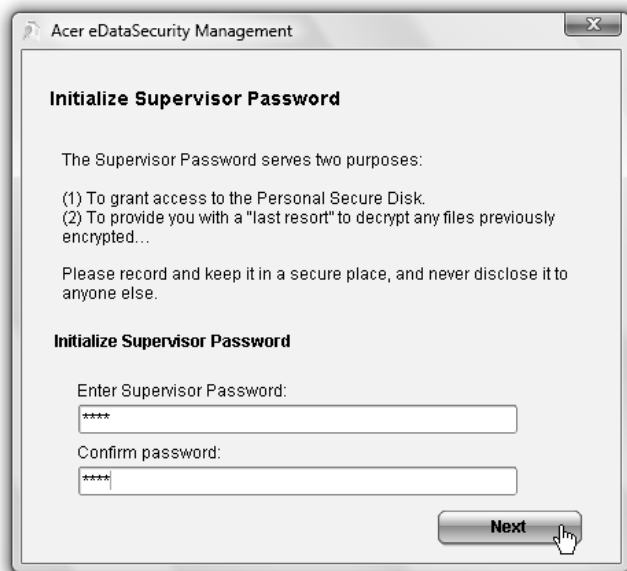 Acer eDataSecurity Management
X
Initialize Supervisor Password
The Supervisor Password serves two purposes:
(1) To grant access to the Personal Secure Disk.
(2) To provide you with a "last resort" to decrypt any files previously
encrypted...
Please record and keep it in a secure place, and never disclose it to
anyone else.
Initialize Supervisor Password
Enter Supervisor Password:
****
Confirm password:
****
Next